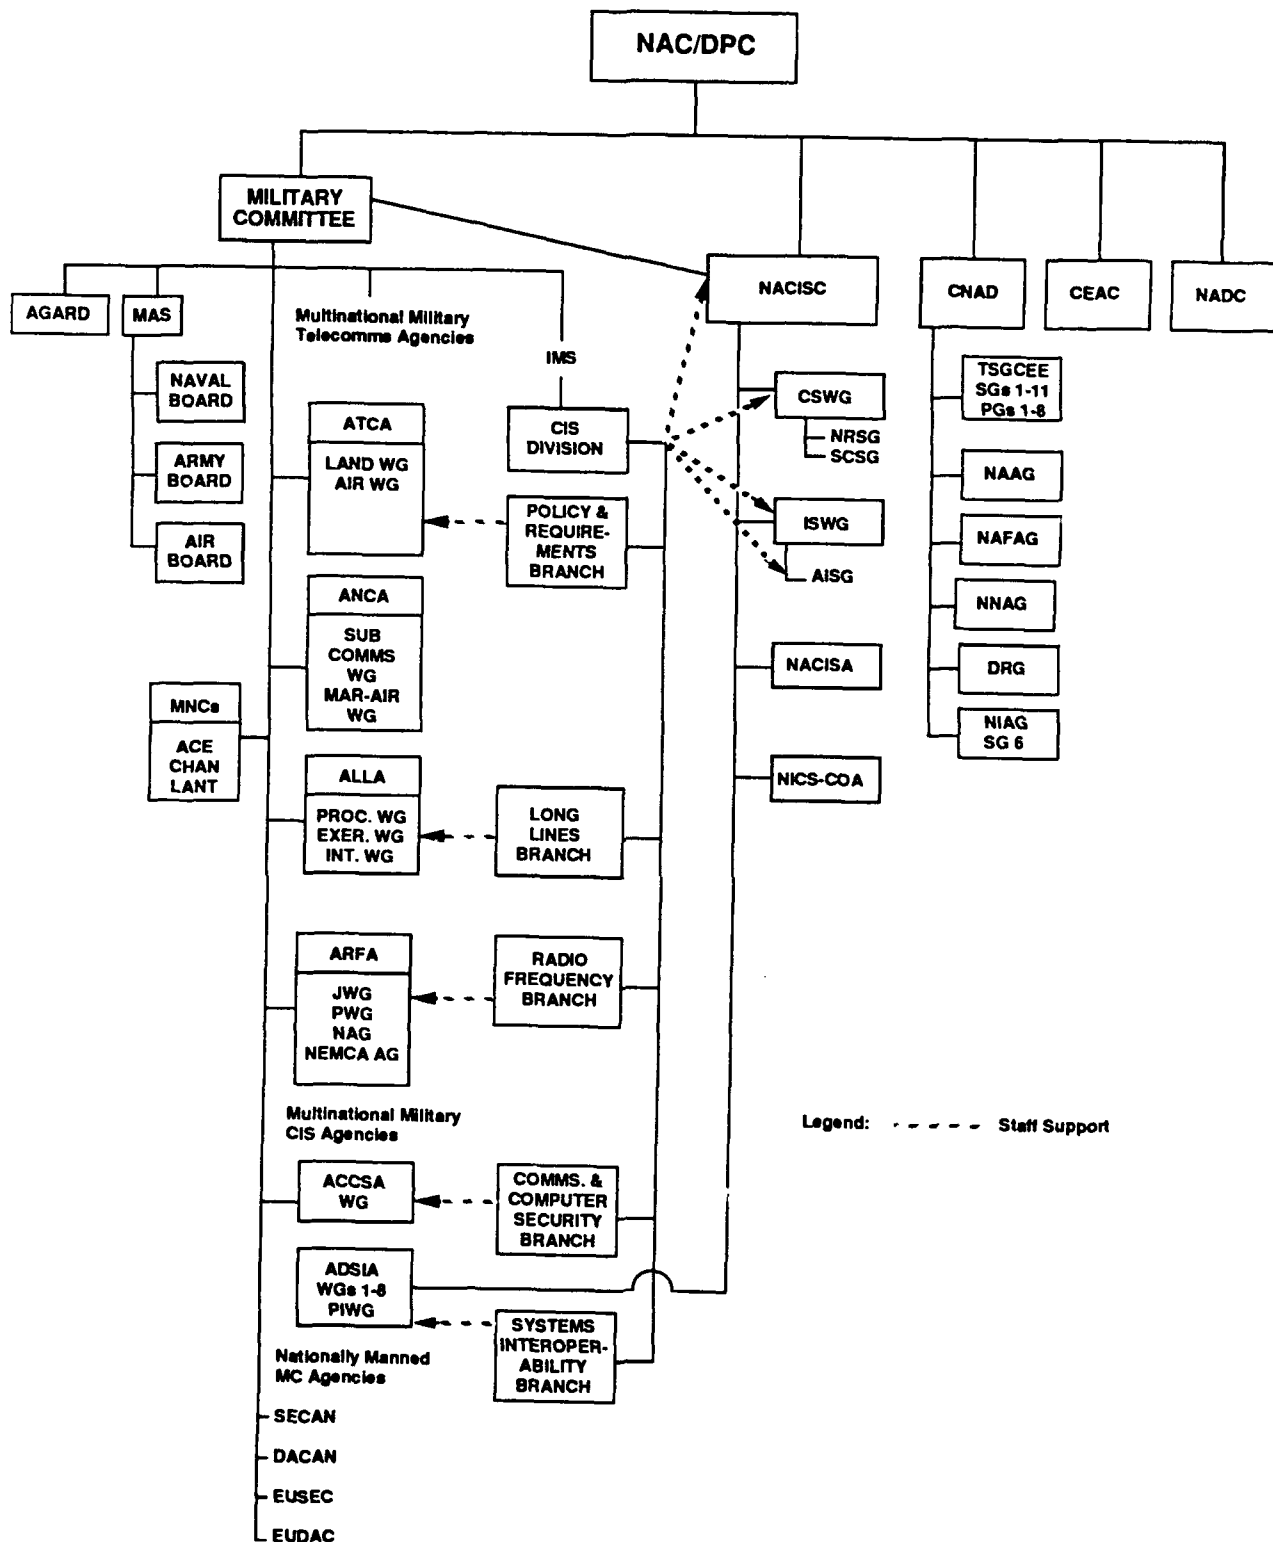 NAC/DPC
MILITARY
COMMITTEE
NACISC
CNAD
CEAC
NADC
AGARD
MAS
Multinational Military
Telecomms Agencies
IMS
NAVAL
BOARD
ARMY
BOARD
AIR
BOARD
ATCA
LAND WG
AIR WG
CIS
DIVISION
POLICY &
REQUIRE-
MENTS
BRANCH
CSWG
NRSG
SCSG
ISWG
AISG
TSGCEE
SGs 1-11
PGs 1-8
NAAG
NAFAG
NNAG
DRG
NIAG
SG 6
ANCA
SUB
COMMS
WG
MAR-AIR
WG
NACISA
NICS-COA
MNCs
ACE
CHAN
LANT
ALLA
PROC. WG
EXER. WG
INT. WG
LONG
LINES
BRANCH
ARFA
JWG
PWG
NAG
NEMCA AG
RADIO
FREQUENCY
BRANCH
Multinational Military
CIS Agencies
Legend: Staff Support
ACCSA
WG
COMMS. &
COMPUTER
SECURITY
BRANCH
ADSIA
WGs 1-8
PIWG
SYSTEMS
INTEROPER-
ABILITY
BRANCH
Nationally Manned
MC Agencies
SECAN
DACAN
EUSEC
EUDAC